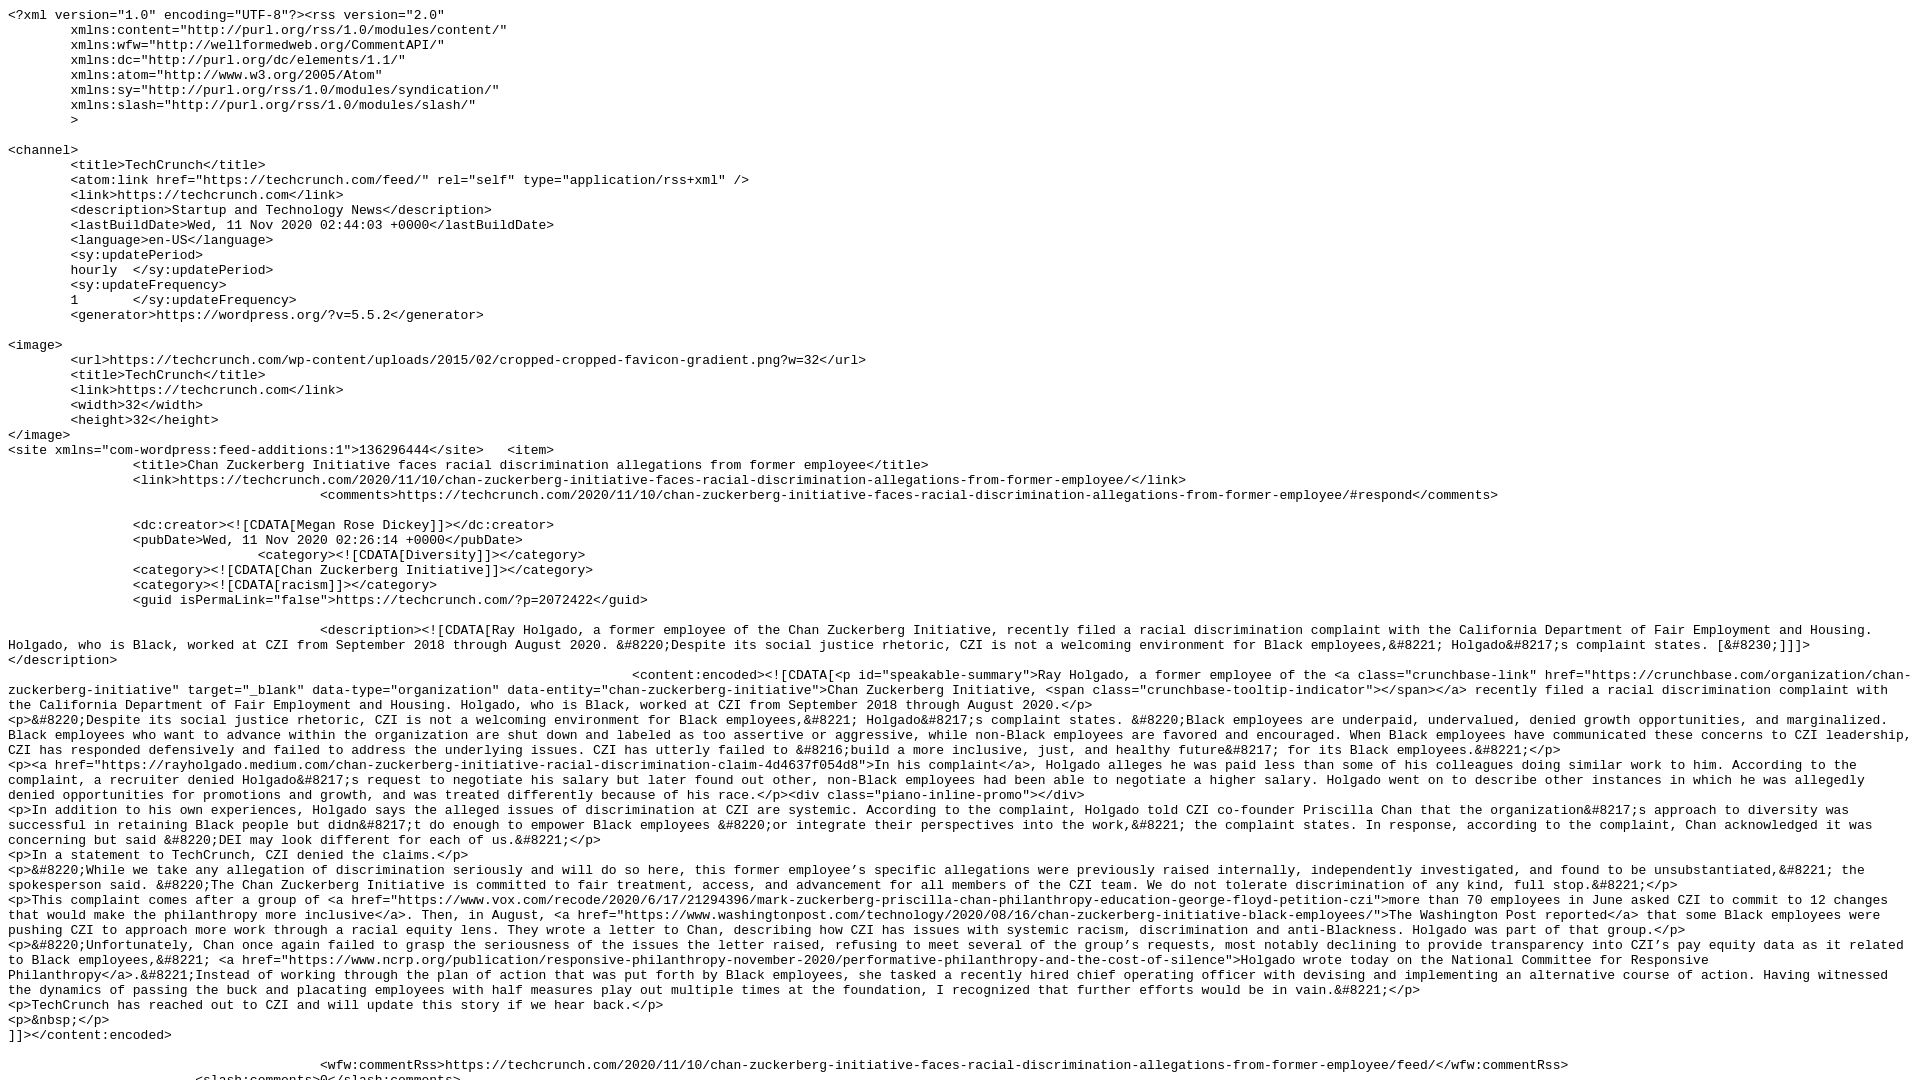 <?xml version="1.0" encoding="UTF-8"?><rss version="2.0"
xmlns:content="http://purl.org/rss/1.0/modules/content/"
xmlns:wfw="http://wellformedweb.org/CommentAPI/"
xmlns:dc="http://purl.org/dc/elements/1.1/"
xmlns:atom="http://www.w3.org/2005/Atom"
xmlns:sy="http://purl.org/rss/1.0/modules/syndication/"
xmlns:slash="http://purl.org/rss/1.0/modules/slash/"
>
<channel>
<title>TechCrunch</title>
<atom:link href="https://techcrunch.com/feed/" rel="self" type="application/rss+xml" />
<link>https://techcrunch.com</link>
<description>Startup and Technology News</description>
<lastBuildDate>Wed, 11 Nov 2020 02:44:03 +0000</lastBuildDate>
<language>en-US</language>
<sy:updatePeriod>
hourly  </sy:updatePeriod>
<sy:updateFrequency>
1       </sy:updateFrequency>
<generator>https://wordpress.org/?v=5.5.2</generator>
<image>
<url>https://techcrunch.com/wp-content/uploads/2015/02/cropped-cropped-favicon-gradient.png?w=32</url>
<title>TechCrunch</title>
<link>https://techcrunch.com</link>
<width>32</width>
<height>32</height>
</image>
<site xmlns="com-wordpress:feed-additions:1">136296444</site>   <item>
<title>Chan Zuckerberg Initiative faces racial discrimination allegations from former employee</title>
<link>https://techcrunch.com/2020/11/10/chan-zuckerberg-initiative-faces-racial-discrimination-allegations-from-former-employee/</link>
<comments>https://techcrunch.com/2020/11/10/chan-zuckerberg-initiative-faces-racial-discrimination-allegations-from-former-employee/#respond</comments>
<dc:creator><![CDATA[Megan Rose Dickey]]></dc:creator>
<pubDate>Wed, 11 Nov 2020 02:26:14 +0000</pubDate>
<category><![CDATA[Diversity]]></category>
<category><![CDATA[Chan Zuckerberg Initiative]]></category>
<category><![CDATA[racism]]></category>
<guid isPermaLink="false">https://techcrunch.com/?p=2072422</guid>
<description><![CDATA[Ray Holgado, a former employee of the Chan Zuckerberg Initiative, recently filed a racial discrimination complaint with the California Department of Fair Employment and Housing.
Holgado, who is Black, worked at CZI from September 2018 through August 2020. &#8220;Despite its social justice rhetoric, CZI is not a welcoming environment for Black employees,&#8221; Holgado&#8217;s complaint states. [&#8230;]]]>
</description>
<content:encoded><![CDATA[<p id="speakable-summary">Ray Holgado, a former employee of the <a class="crunchbase-link" href="https://crunchbase.com/organization/chan-
zuckerberg-initiative" target="_blank" data-type="organization" data-entity="chan-zuckerberg-initiative">Chan Zuckerberg Initiative, <span class="crunchbase-tooltip-indicator"></span></a> recently filed a racial discrimination complaint with
the California Department of Fair Employment and Housing. Holgado, who is Black, worked at CZI from September 2018 through August 2020.</p>
<p>&#8220;Despite its social justice rhetoric, CZI is not a welcoming environment for Black employees,&#8221; Holgado&#8217;s complaint states. &#8220;Black employees are underpaid, undervalued, denied growth opportunities, and marginalized.
Black employees who want to advance within the organization are shut down and labeled as too assertive or aggressive, while non-Black employees are favored and encouraged. When Black employees have communicated these concerns to CZI leadership,
CZI has responded defensively and failed to address the underlying issues. CZI has utterly failed to &#8216;build a more inclusive, just, and healthy future&#8217; for its Black employees.&#8221;</p>
<p><a href="https://rayholgado.medium.com/chan-zuckerberg-initiative-racial-discrimination-claim-4d4637f054d8">In his complaint</a>, Holgado alleges he was paid less than some of his colleagues doing similar work to him. According to the
complaint, a recruiter denied Holgado&#8217;s request to negotiate his salary but later found out other, non-Black employees had been able to negotiate a higher salary. Holgado went on to describe other instances in which he was allegedly
denied opportunities for promotions and growth, and was treated differently because of his race.</p><div class="piano-inline-promo"></div>
<p>In addition to his own experiences, Holgado says the alleged issues of discrimination at CZI are systemic. According to the complaint, Holgado told CZI co-founder Priscilla Chan that the organization&#8217;s approach to diversity was
successful in retaining Black people but didn&#8217;t do enough to empower Black employees &#8220;or integrate their perspectives into the work,&#8221; the complaint states. In response, according to the complaint, Chan acknowledged it was
concerning but said &#8220;DEI may look different for each of us.&#8221;</p>
<p>In a statement to TechCrunch, CZI denied the claims.</p>
<p>&#8220;While we take any allegation of discrimination seriously and will do so here, this former employee’s specific allegations were previously raised internally, independently investigated, and found to be unsubstantiated,&#8221; the
spokesperson said. &#8220;The Chan Zuckerberg Initiative is committed to fair treatment, access, and advancement for all members of the CZI team. We do not tolerate discrimination of any kind, full stop.&#8221;</p>
<p>This complaint comes after a group of <a href="https://www.vox.com/recode/2020/6/17/21294396/mark-zuckerberg-priscilla-chan-philanthropy-education-george-floyd-petition-czi">more than 70 employees in June asked CZI to commit to 12 changes
that would make the philanthropy more inclusive</a>. Then, in August, <a href="https://www.washingtonpost.com/technology/2020/08/16/chan-zuckerberg-initiative-black-employees/">The Washington Post reported</a> that some Black employees were
pushing CZI to approach more work through a racial equity lens. They wrote a letter to Chan, describing how CZI has issues with systemic racism, discrimination and anti-Blackness. Holgado was part of that group.</p>
<p>&#8220;Unfortunately, Chan once again failed to grasp the seriousness of the issues the letter raised, refusing to meet several of the group’s requests, most notably declining to provide transparency into CZI’s pay equity data as it related
to Black employees,&#8221; <a href="https://www.ncrp.org/publication/responsive-philanthropy-november-2020/performative-philanthropy-and-the-cost-of-silence">Holgado wrote today on the National Committee for Responsive
Philanthropy</a>.&#8221;Instead of working through the plan of action that was put forth by Black employees, she tasked a recently hired chief operating officer with devising and implementing an alternative course of action. Having witnessed
the dynamics of passing the buck and placating employees with half measures play out multiple times at the foundation, I recognized that further efforts would be in vain.&#8221;</p>
<p>TechCrunch has reached out to CZI and will update this story if we hear back.</p>
<p>&nbsp;</p>
]]></content:encoded>
<wfw:commentRss>https://techcrunch.com/2020/11/10/chan-zuckerberg-initiative-faces-racial-discrimination-allegations-from-former-employee/feed/</wfw:commentRss>
<slash:comments>0</slash:comments>